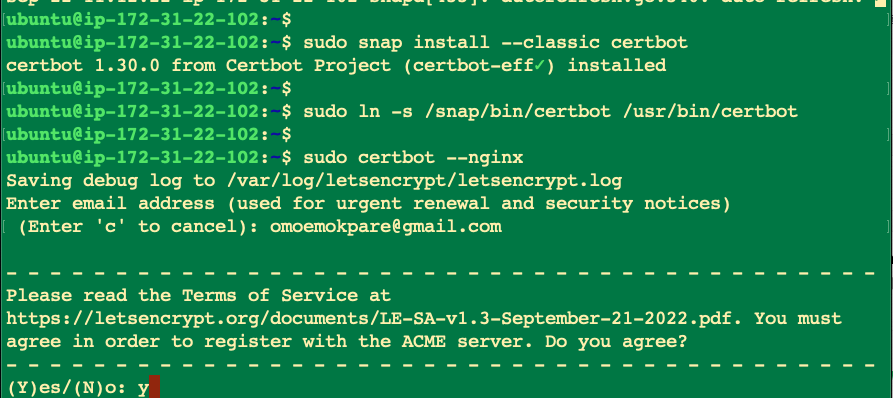 ubuntu@ip-172-31-22-102:~$
ubuntu@ip-172-31-22-102:~$ sudo snap install --classic certbot
certbot 1.30.0 from Certbot Project (certbot-eff✓) installed
ubuntu@ip-172-31-22-102:~$
ubuntu@ip-172-31-22-102:~$ sudo ln -s /snap/bin/certbot /usr/bin/certbot
ubuntu@ip-172-31-22-102:~$
ubuntu@ip-172-31-22-102:~$ sudo certbot --nginx
Saving debug log to /var/log/letsencrypt/letsencrypt.log
Enter email address (used for urgent renewal and security notices)
(Enter 'c' to cancel): omoemokpare@gmail.com
- - - - - - - - - - - - - - - - - - - - - - - - - - - - - - - - - - - - - - - -
Please read the Terms of Service at
https://letsencrypt.org/documents/LE-SA-v1.3-September-21-2022.pdf. You must
agree in order to register with the ACME server. Do you agree?
- - - - - - - - - - - - - - - - - - - - - - - - - - - - - - - - - - - - - - - -
(Y)es/(N)o: y